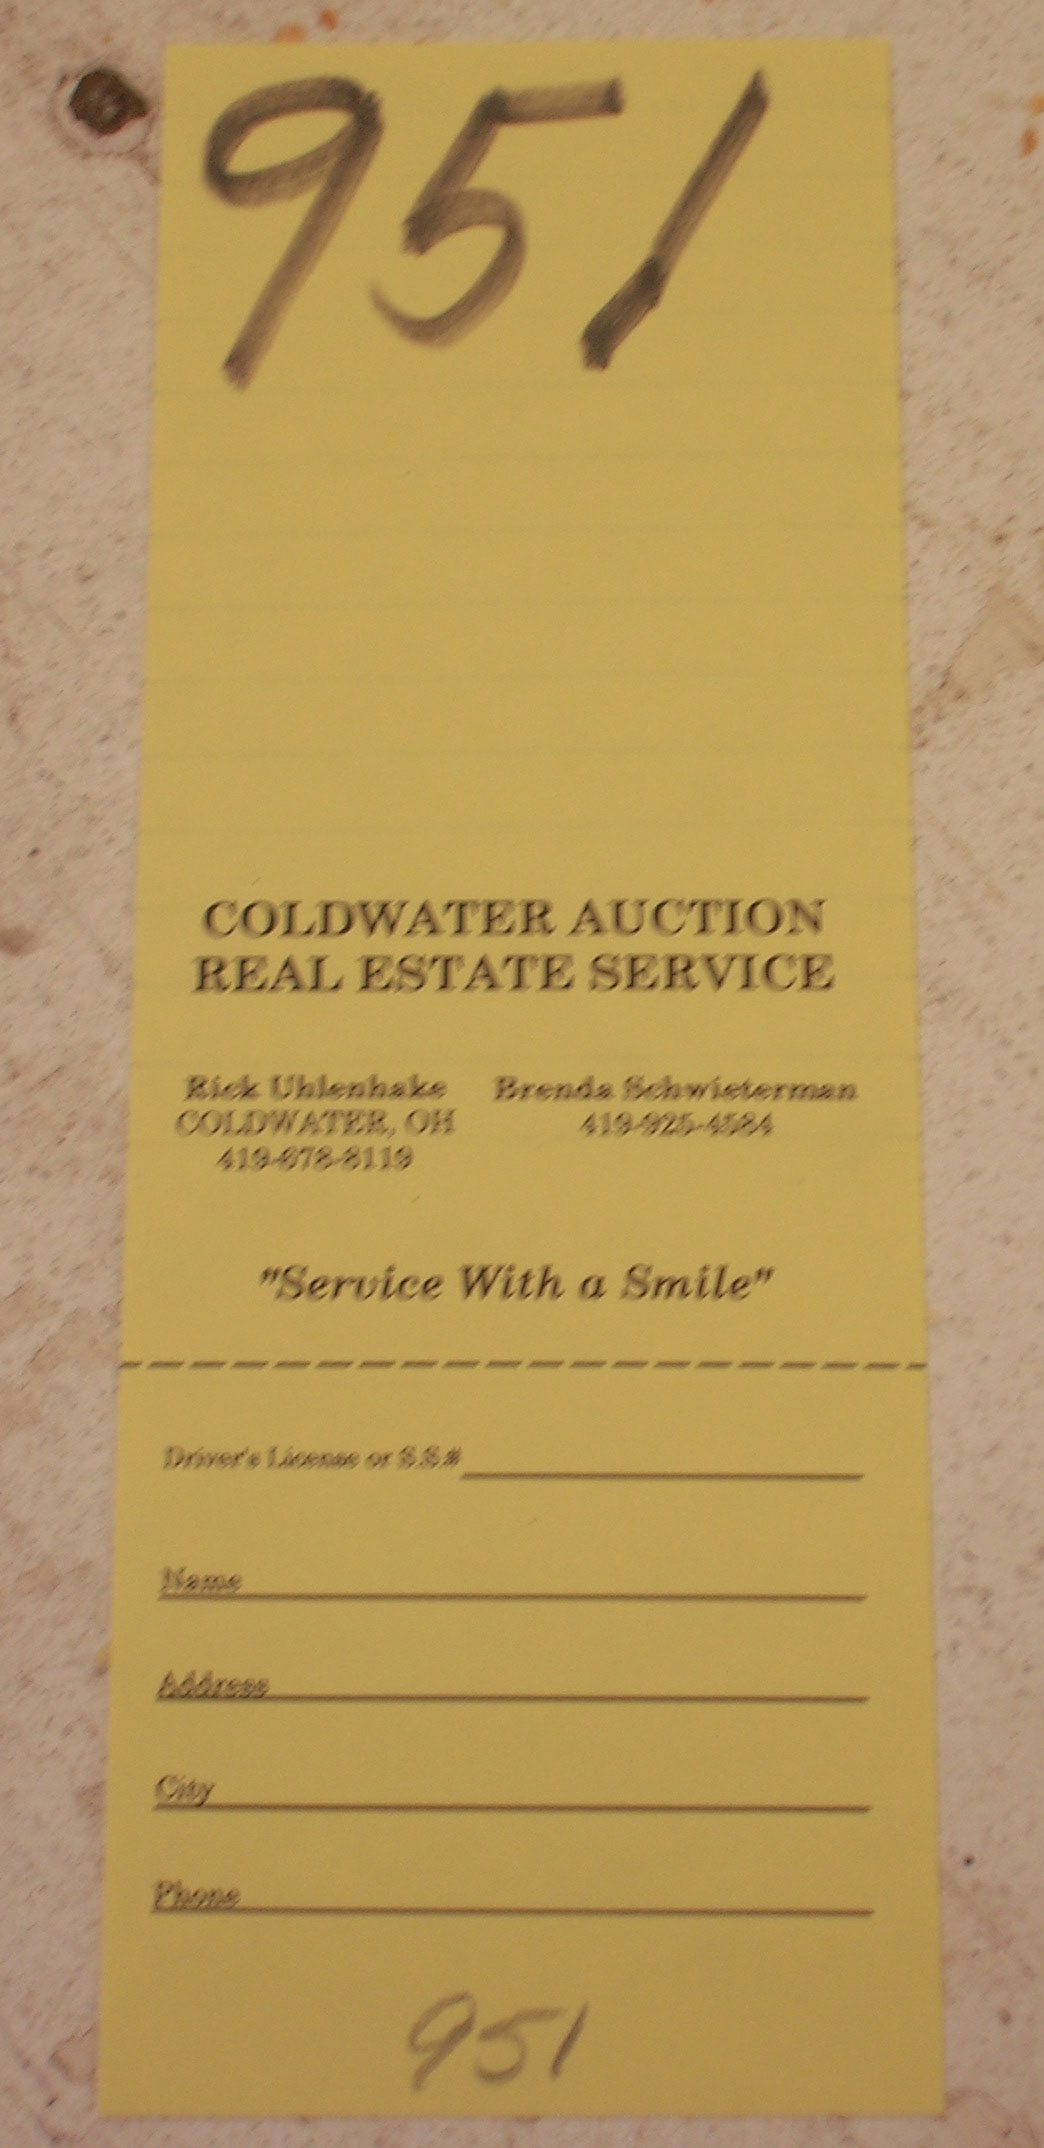 951
COLDWATER AUCTION
REAL ESTATE SERVICE
Rick Uhlenhake Brenda Schwieterman
COLDWATER, OH 419-925-4584
419-678-8119
"Service With a Smile"
Driver's License or S.S.#
Name
Address
City
Phone
951